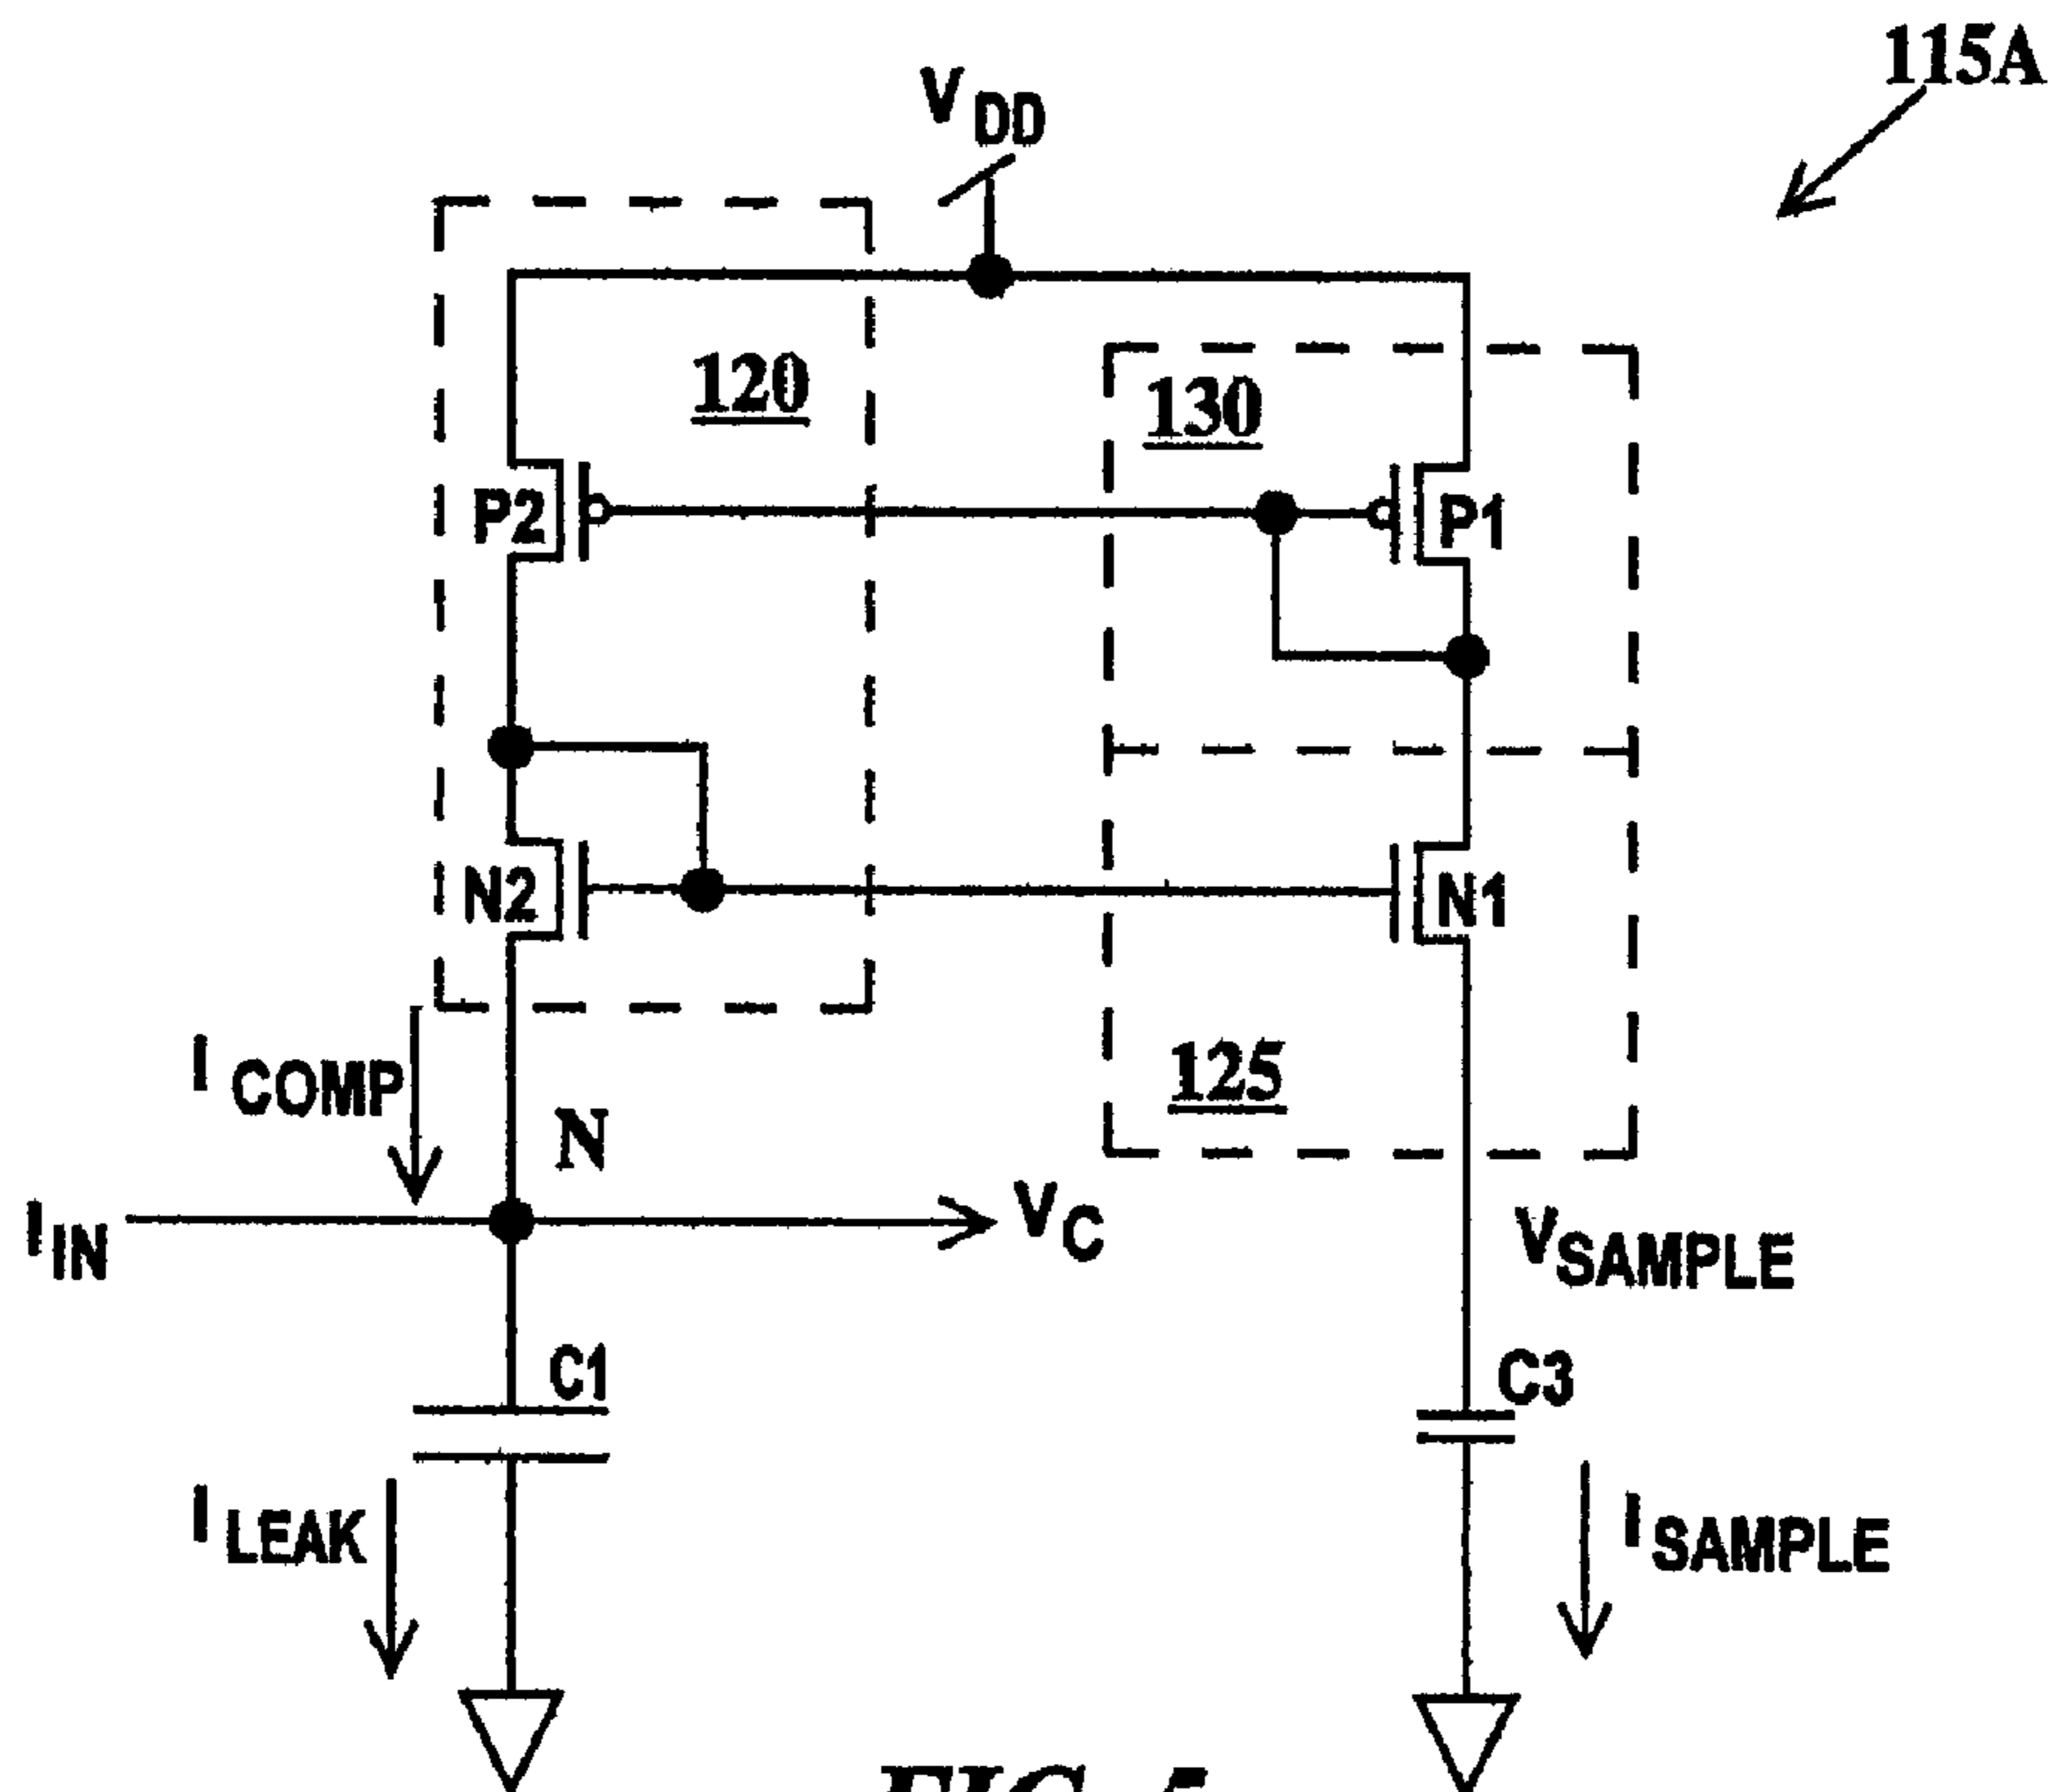 115A
VDD
120
130
P2
P1
N2
N1
125
ICOMP
N
IIN
VC
VSAMPLE
C1
C3
ILEAK
ISAMPLE